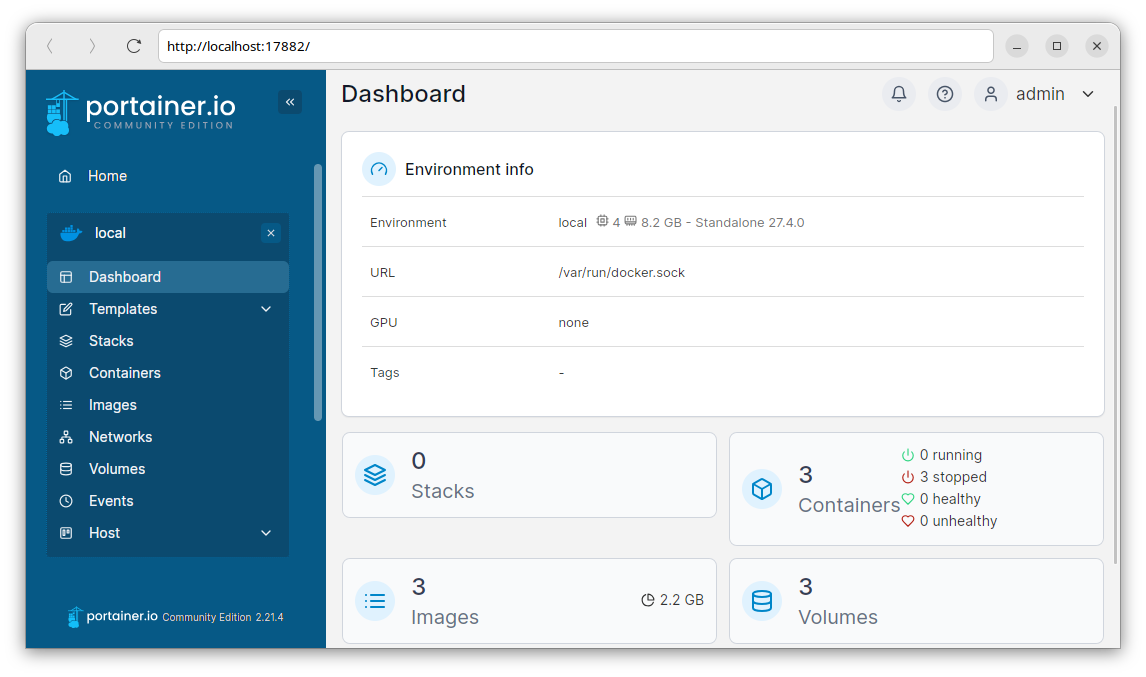 http://localhost:17882/
portainer.io
COMMUNITY EDITION
Home
local
Dashboard
Templates
Stacks
Containers
Images
Networks
Volumes
Events
Host
portainer.io Community Edition 2.21.4
Dashboard
admin
Environment info
Environment local 4 8.2 GB - Standalone 27.4.0
URL /var/run/docker.sock
GPU none
Tags -
0
Stacks
3
Containers
0 running
3 stopped
0 healthy
0 unhealthy
3
Images
2.2 GB
3
Volumes